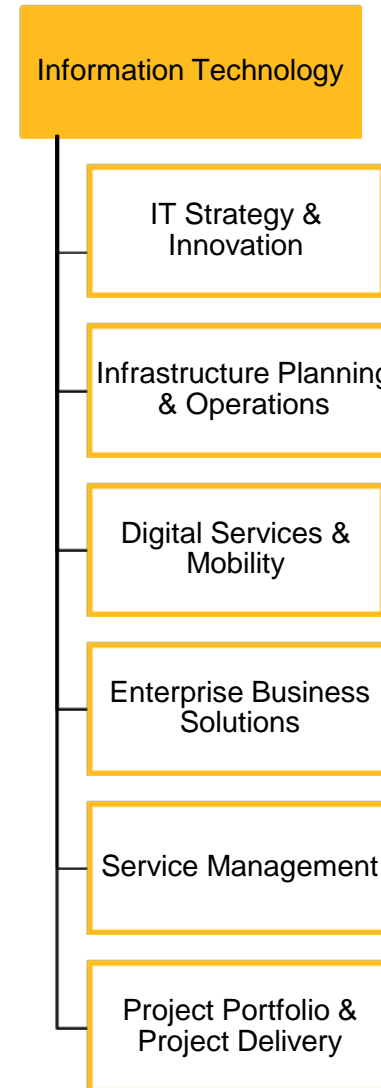 Information Technology
IT Strategy &
Innovation
Infrastructure Planning
& Operations
Digital Services &
Mobility
Enterprise Business
Solutions
Service Management
Project Portfolio &
Project Delivery